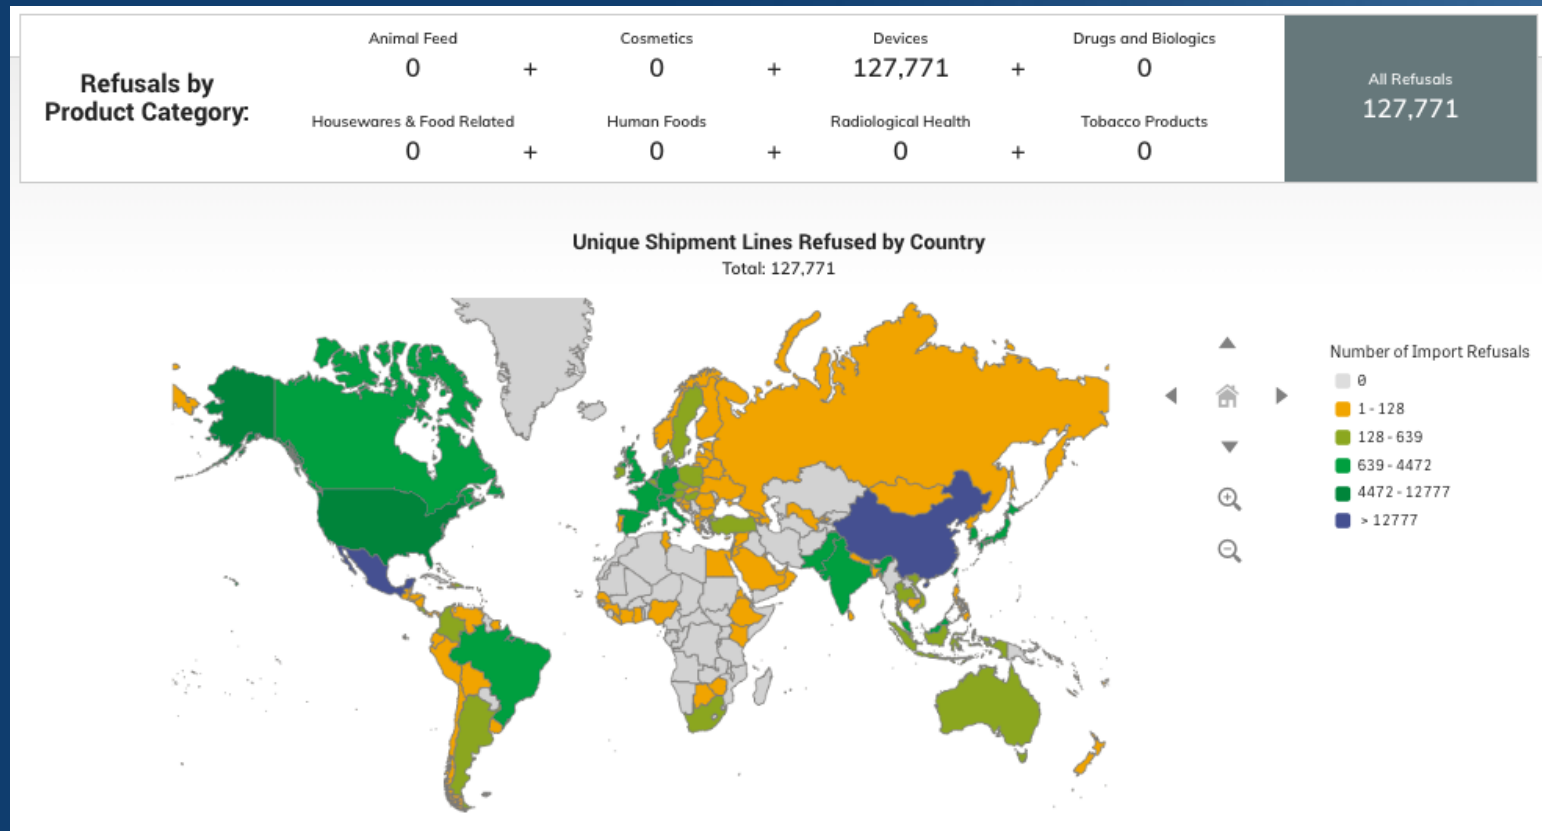 Refusals by
Product Category:
Animal Feed
0
+
Cosmetics
0
+
Devices
127,771
+
Drugs and Biologics
0
Housewares & Food Related
0
+
Human Foods
0
+
Radiological Health
0
+
Tobacco Products
0
All Refusals
127,771
Unique Shipment Lines Refused by Country
Total: 127,771
Number of Import Refusals
0
1 - 128
128 - 639
639 - 4472
4472 - 12777
> 12777